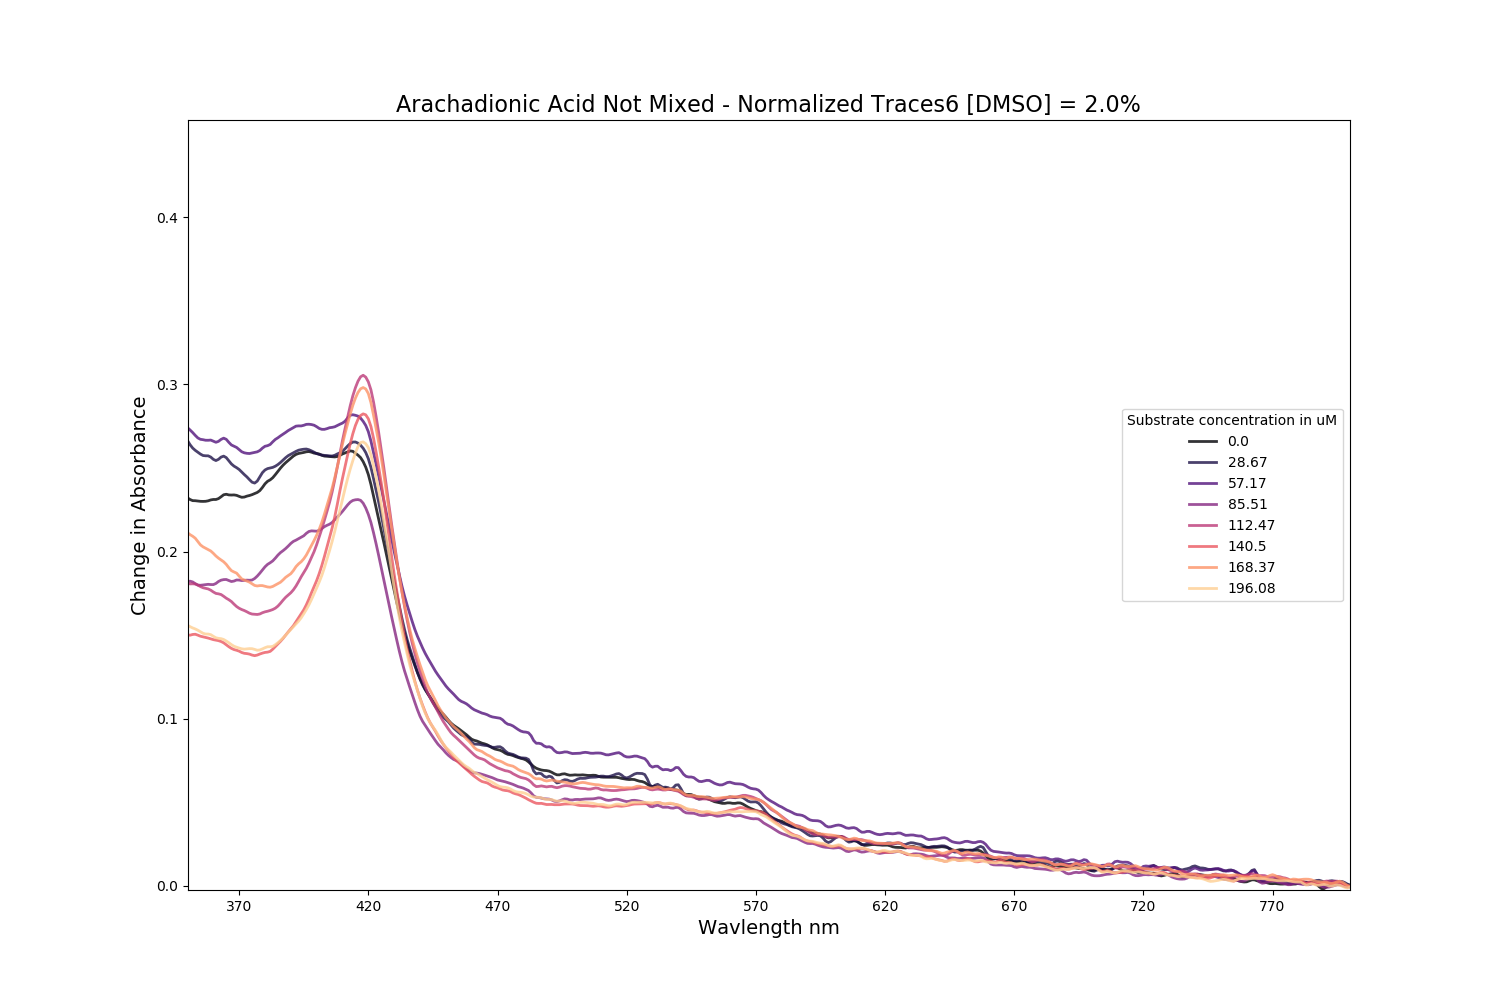 Arachadionic Acid Not Mixed - Normalized Traces6 [DMSO] = 2.0%
Change in Absorbance
0.4
0.3
0.2
0.1
0.0
Substrate concentration in uM
0.0
28.67
57.17
85.51
112.47
140.5
168.37
196.08
370 420 470 520 570 620 670 720 770
Wavlength nm